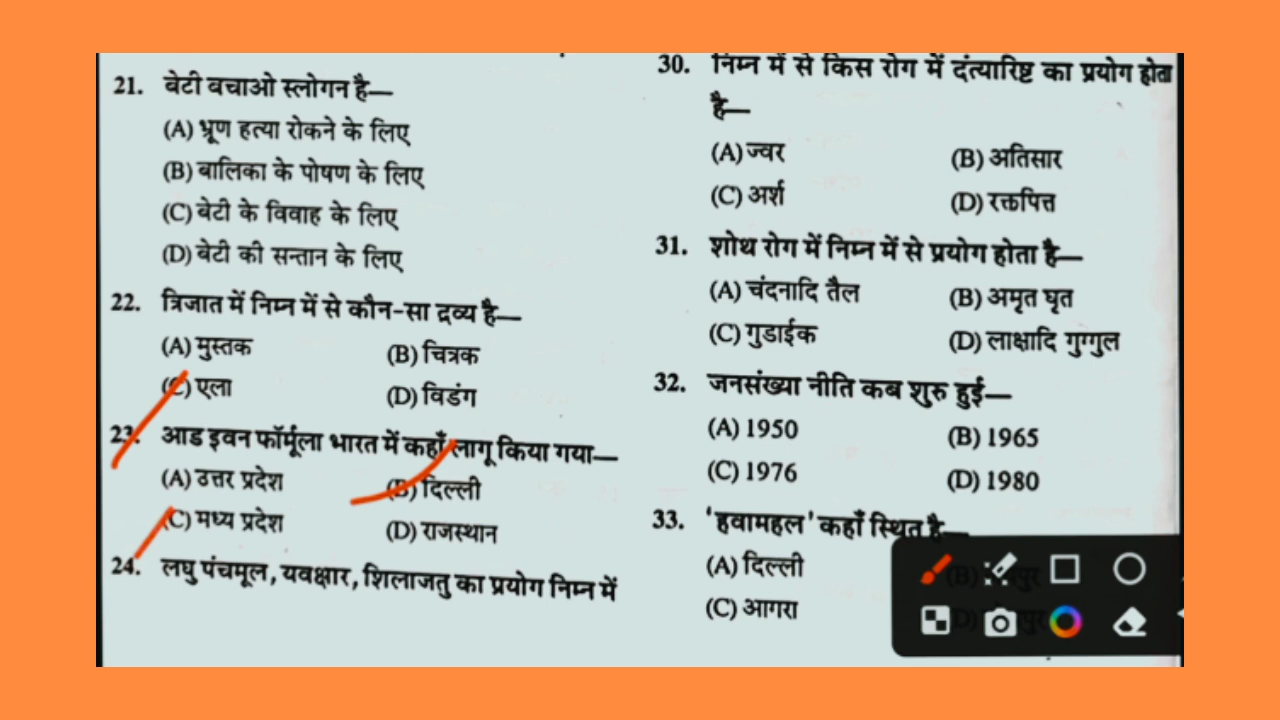 21. बेटी बचाओ स्लोगन है—
(A) भ्रूण हत्या रोकने के लिए
(B) बालिका के पोषण के लिए
(C) बेटी के विवाह के लिए
(D) बेटी की सन्तान के लिए
22. त्रिजात में निम्न में से कौन-सा द्रव्य है—
(A) मुस्तक (B) चित्रक
(C) एला (D) विडंग
23. आड इवन फॉर्मूला भारत में कहाँ लागू किया गया—
(A) उत्तर प्रदेश (B) दिल्ली
(C) मध्य प्रदेश (D) राजस्थान
24. लघु पंचमूल, यवक्षार, शिलाजतु का प्रयोग निम्न में
30. निम्न में से किस रोग में दंत्यारिष्ट का प्रयोग होता
है—
(A) ज्वर (B) अतिसार
(C) अर्श (D) रक्तपित्त
31. शोथ रोग में निम्न में से प्रयोग होता है—
(A) चंदनादि तैल (B) अमृत घृत
(C) गुडाईक (D) लाक्षादि गुग्गुल
32. जनसंख्या नीति कब शुरु हुई—
(A) 1950 (B) 1965
(C) 1976 (D) 1980
33. 'हवामहल' कहाँ स्थित है—
(A) दिल्ली
(C) आगरा